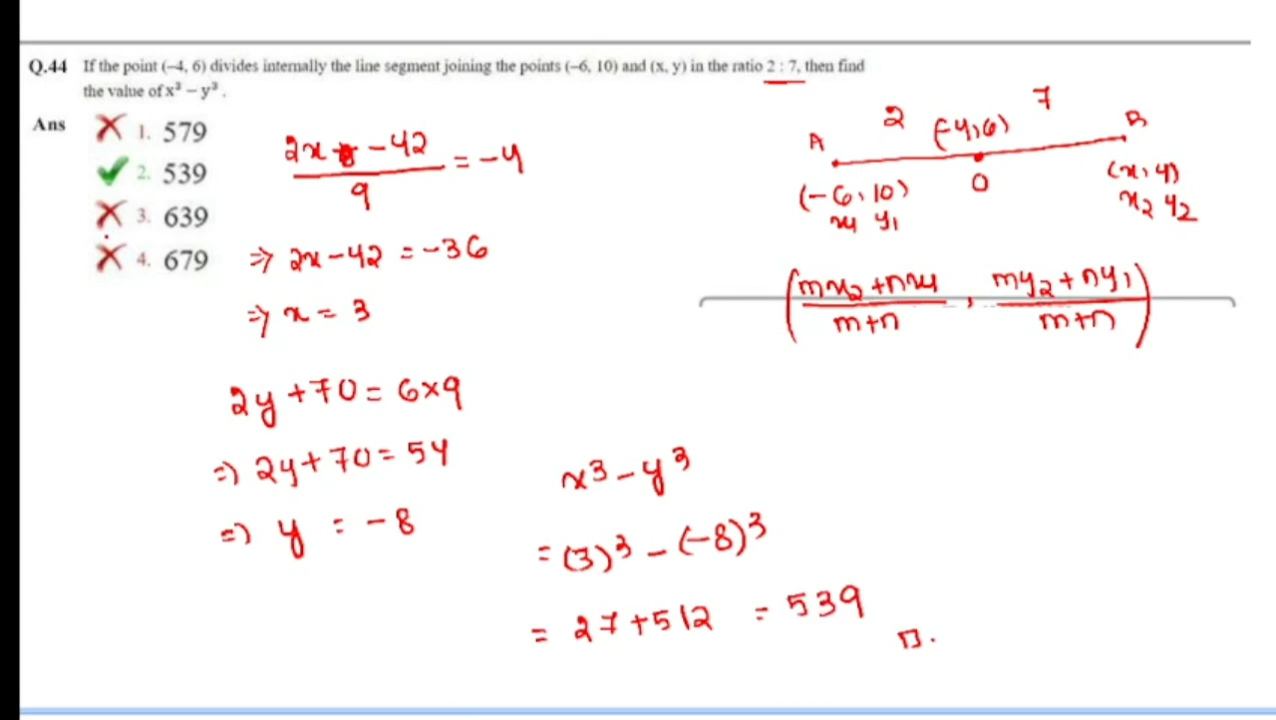 Q.44 If the point (–4, 6) divides internally the line segment joining the points (–6, 10) and (x, y) in the ratio 2 : 7, then find
the value of x³ – y³ .
Ans
1. 579
2. 539
3. 639
4. 679
2x - 42
9
= -4
⇒ 2x - 42 = -36
⇒ x = 3
2y + 70 = 6×9
⇒ 2y + 70 = 54
⇒ y = -8
2 7
A (-4,6) B
(-6, 10) O (x, y)
x₁ y₁ x₂ y₂
(mx₂ + nx₁ / m+n , my₂ + ny₁ / m+n)
x³ - y³
= (3)³ - (-8)³
= 27 + 512 = 539